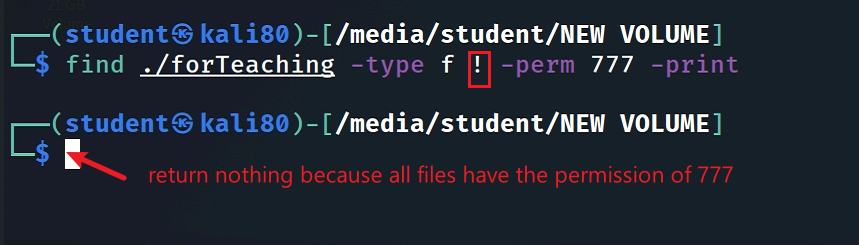 ┌──(student㉿kali80)-[/media/student/NEW VOLUME]
└─$ find ./forTeaching -type f ! -perm 777 -print
┌──(student㉿kali80)-[/media/student/NEW VOLUME]
└─$
return nothing because all files have the permission of 777